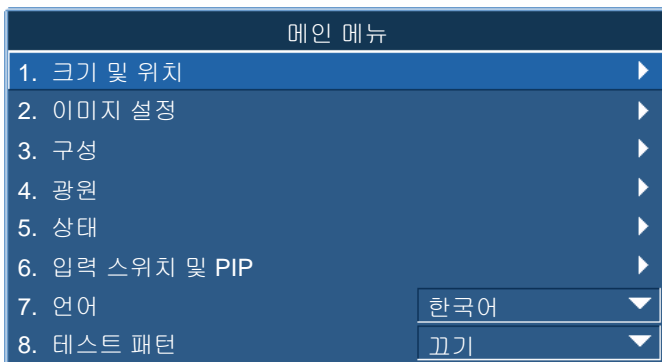 메인 메뉴
1. 크기 및 위치
2. 이미지 설정
3. 구성
4. 광원
5. 상태
6. 입력 스위치 및 PIP
7. 언어 한국어
8. 테스트 패턴 끄기